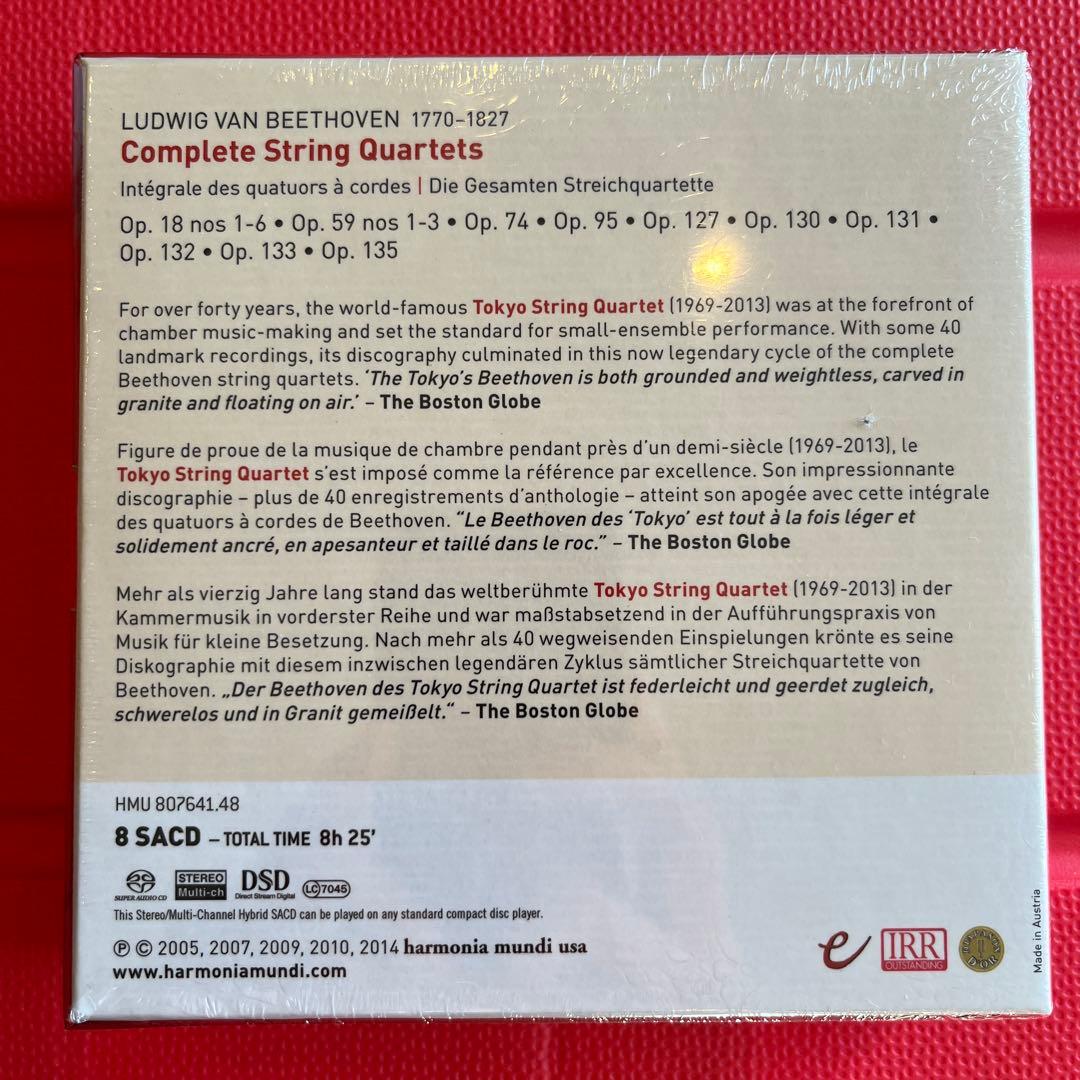 LUDWIG VAN BEETHOVEN 1770–1827
Complete String Quartets
Intégrale des quatuors à cordes | Die Gesamten Streichquartette
Op. 18 nos 1-6 • Op. 59 nos 1-3 • Op. 74 • Op. 95 • Op. 127 • Op. 130 • Op. 131 •
Op. 132 • Op. 133 • Op. 135
For over forty years, the world-famous Tokyo String Quartet (1969-2013) was at the forefront of
chamber music-making and set the standard for small-ensemble performance. With some 40
landmark recordings, its discography culminated in this now legendary cycle of the complete
Beethoven string quartets. ‘The Tokyo’s Beethoven is both grounded and weightless, carved in
granite and floating on air.’ – The Boston Globe
Figure de proue de la musique de chambre pendant près d’un demi-siècle (1969-2013), le
Tokyo String Quartet s’est imposé comme la référence par excellence. Son impressionnante
discographie – plus de 40 enregistrements d’anthologie – atteint son apogée avec cette intégrale
des quatuors à cordes de Beethoven. “Le Beethoven des ‘Tokyo’ est tout à la fois léger et
solidement ancré, en apesanteur et taillé dans le roc.” – The Boston Globe
Mehr als vierzig Jahre lang stand das weltberühmte Tokyo String Quartet (1969-2013) in der
Kammermusik in vorderster Reihe und war maßstabsetzend in der Aufführungspraxis von
Musik für kleine Besetzung. Nach mehr als 40 wegweisenden Einspielungen krönte es seine
Diskographie mit diesem inzwischen legendären Zyklus sämtlicher Streichquartette von
Beethoven. „Der Beethoven des Tokyo String Quartet ist federleicht und geerdet zugleich,
schwerelos und in Granit gemeißelt.“ – The Boston Globe
HMU 807641.48
8 SACD – TOTAL TIME 8h 25’
SUPER AUDIO CD
STEREO
Multi-ch
DSD
Direct Stream Digital
LC 7045
This Stereo/Multi-Channel Hybrid SACD can be played on any standard compact disc player.
℗ © 2005, 2007, 2009, 2010, 2014 harmonia mundi usa
www.harmoniamundi.com
e
IRR
OUTSTANDING
D'OR
Made in Austria